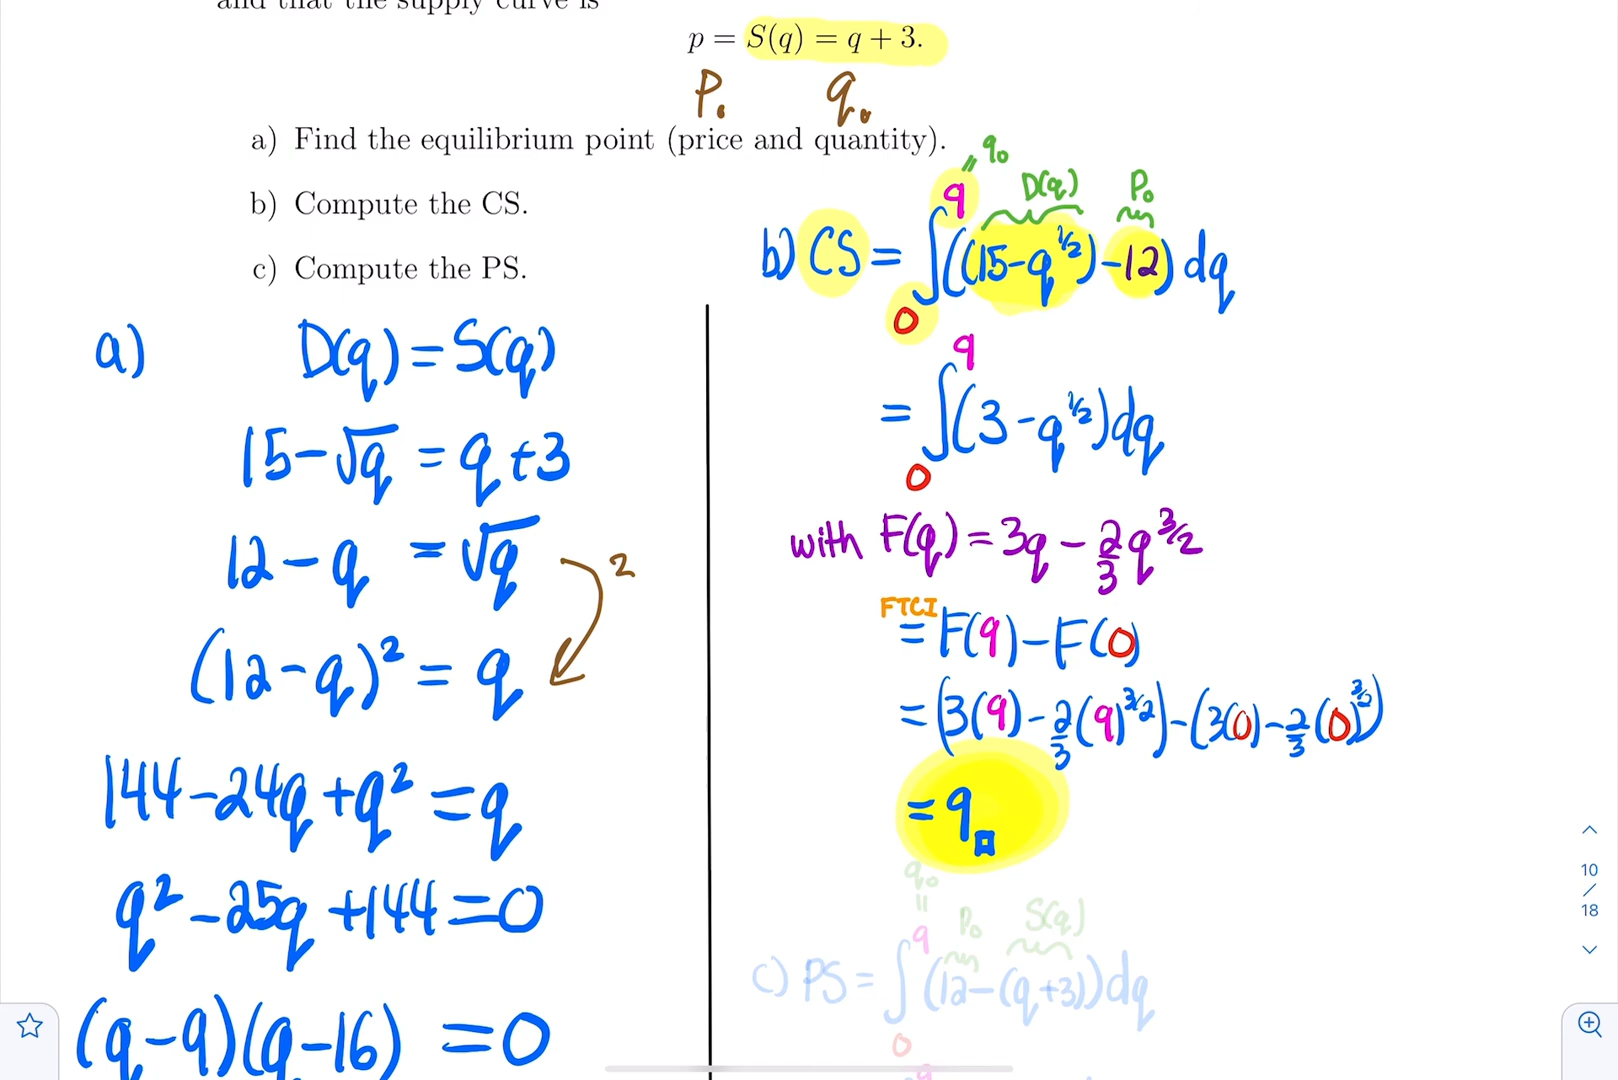 and that the supply curve is
p = S(q) = q + 3.
P₀ q₀
a) Find the equilibrium point (price and quantity).
b) Compute the CS.
c) Compute the PS.
a) D(q) = S(q)
15 - √q = q + 3
12 - q = √q
2
(12 - q)² = q
144 - 24q + q² = q
q² - 25q + 144 = 0
(q - 9)(q - 16) = 0
= q₀
D(q) P₀
b) CS = ∫₀⁹ ((15 - q^1/2) - 12) dq
= ∫₀⁹ (3 - q^1/2) dq
with F(q) = 3q - 2/3 q^3/2
FTCI
= F(9) - F(0)
= (3(9) - 2/3 (9)^3/2) - (3(0) - 2/3 (0)^3/2)
= 9
q₀
= P₀ S(q)
c) PS = ∫₀⁹ (12 - (q + 3)) dq
10
/
18